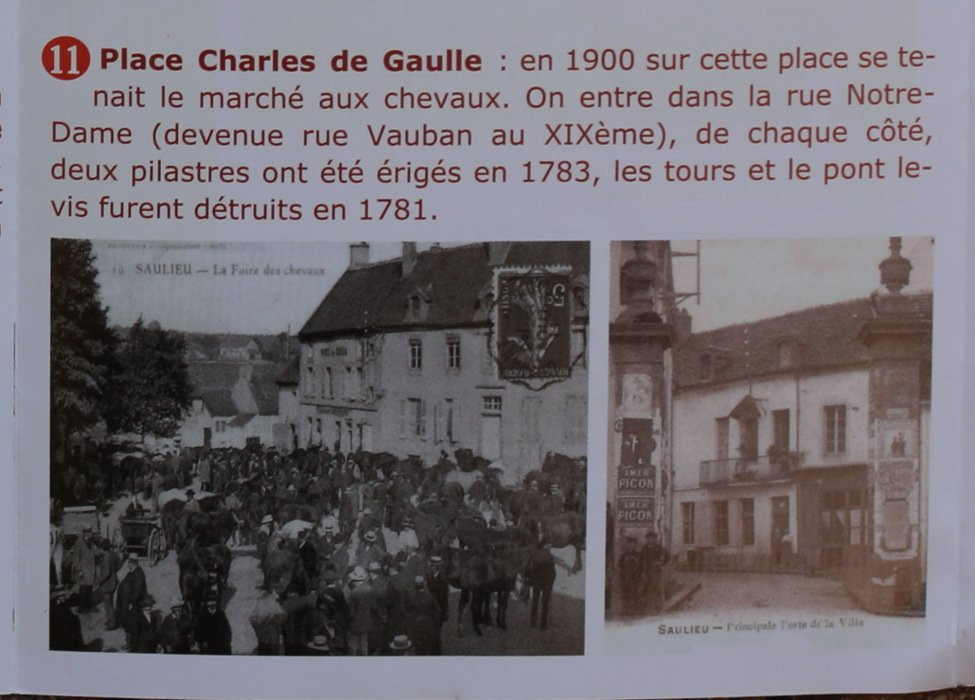 11 Place Charles de Gaulle : en 1900 sur cette place se te-
nait le marché aux chevaux. On entre dans la rue Notre-
Dame (devenue rue Vauban au XIXème), de chaque côté,
deux pilastres ont été érigés en 1783, les tours et le pont le-
vis furent détruits en 1781.
19. SAULIEU — La Foire des chevaux
5c
AMER
PICON
AMER
PICON
SAULIEU — Principale Porte de la Ville